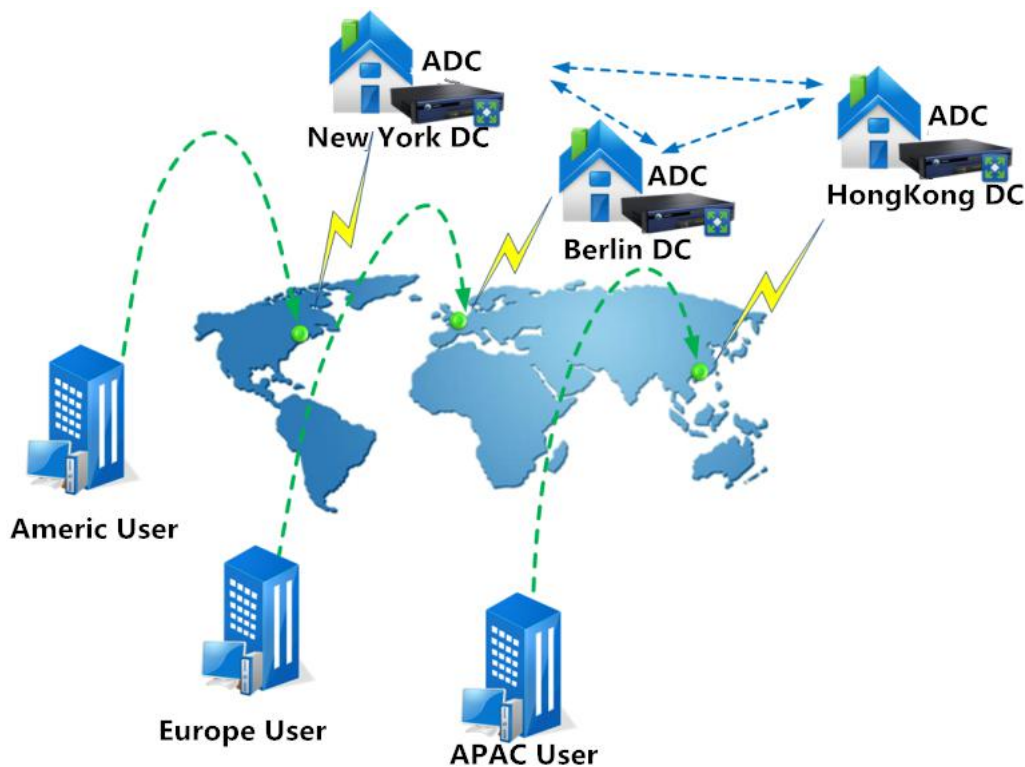 ADC
New York DC
ADC
Berlin DC
ADC
HongKong DC
Americ User
Europe User
APAC User